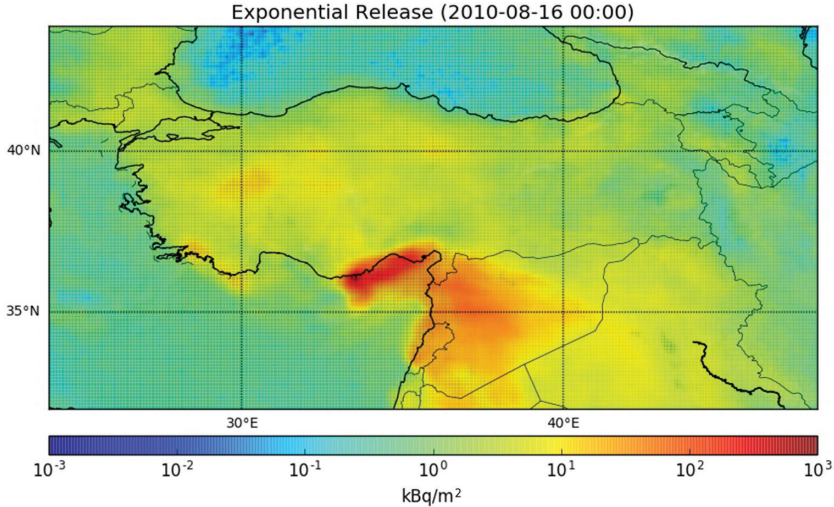 Exponential Release (2010-08-16 00:00)
40°N
35°N
30°E 40°E
10⁻³ 10⁻² 10⁻¹ 10⁰ 10¹ 10² 10³
kBq/m²